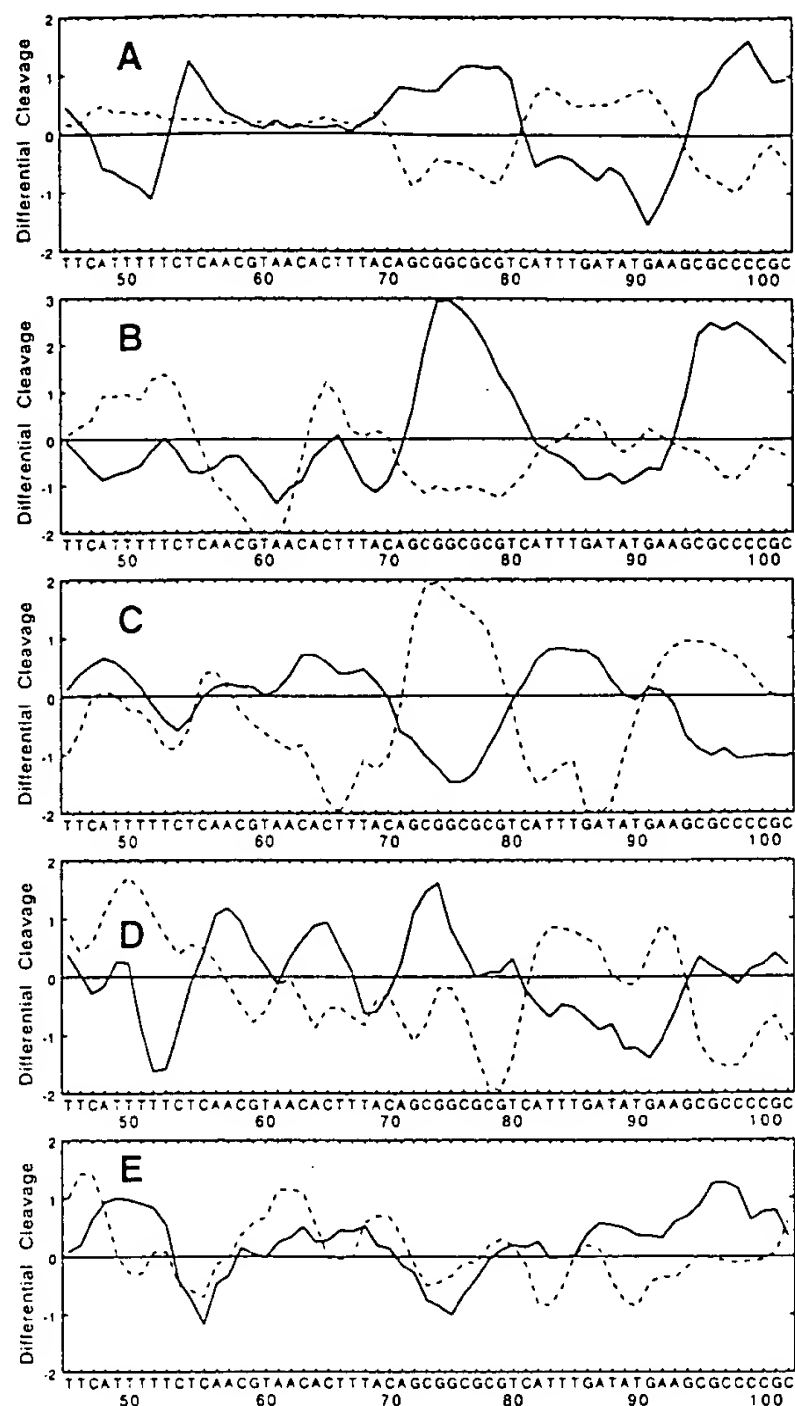 A
Differential Cleavage
2
1
0
-1
-2
TTCATTTTTCTCAACGTAACACTTTACAGCGGCGCGTCATTTGATATGAAGCGCCCCGC
50 60 70 80 90 100
B
Differential Cleavage
3
2
1
0
-1
-2
TTCATTTTTCTCAACGTAACACTTTACAGCGGCGCGTCATTTGATATGAAGCGCCCCGC
50 60 70 80 90 100
C
Differential Cleavage
2
1
0
-1
-2
TTCATTTTTCTCAACGTAACACTTTACAGCGGCGCGTCATTTGATATGAAGCGCCCCGC
50 60 70 80 90 100
D
Differential Cleavage
2
1
0
-1
-2
TTCATTTTTCTCAACGTAACACTTTACAGCGGCGCGTCATTTGATATGAAGCGCCCCGC
50 60 70 80 90 100
E
Differential Cleavage
2
1
0
-1
-2
TTCATTTTTCTCAACGTAACACTTTACAGCGGCGCGTCATTTGATATGAAGCGCCCCGC
50 60 70 80 90 100